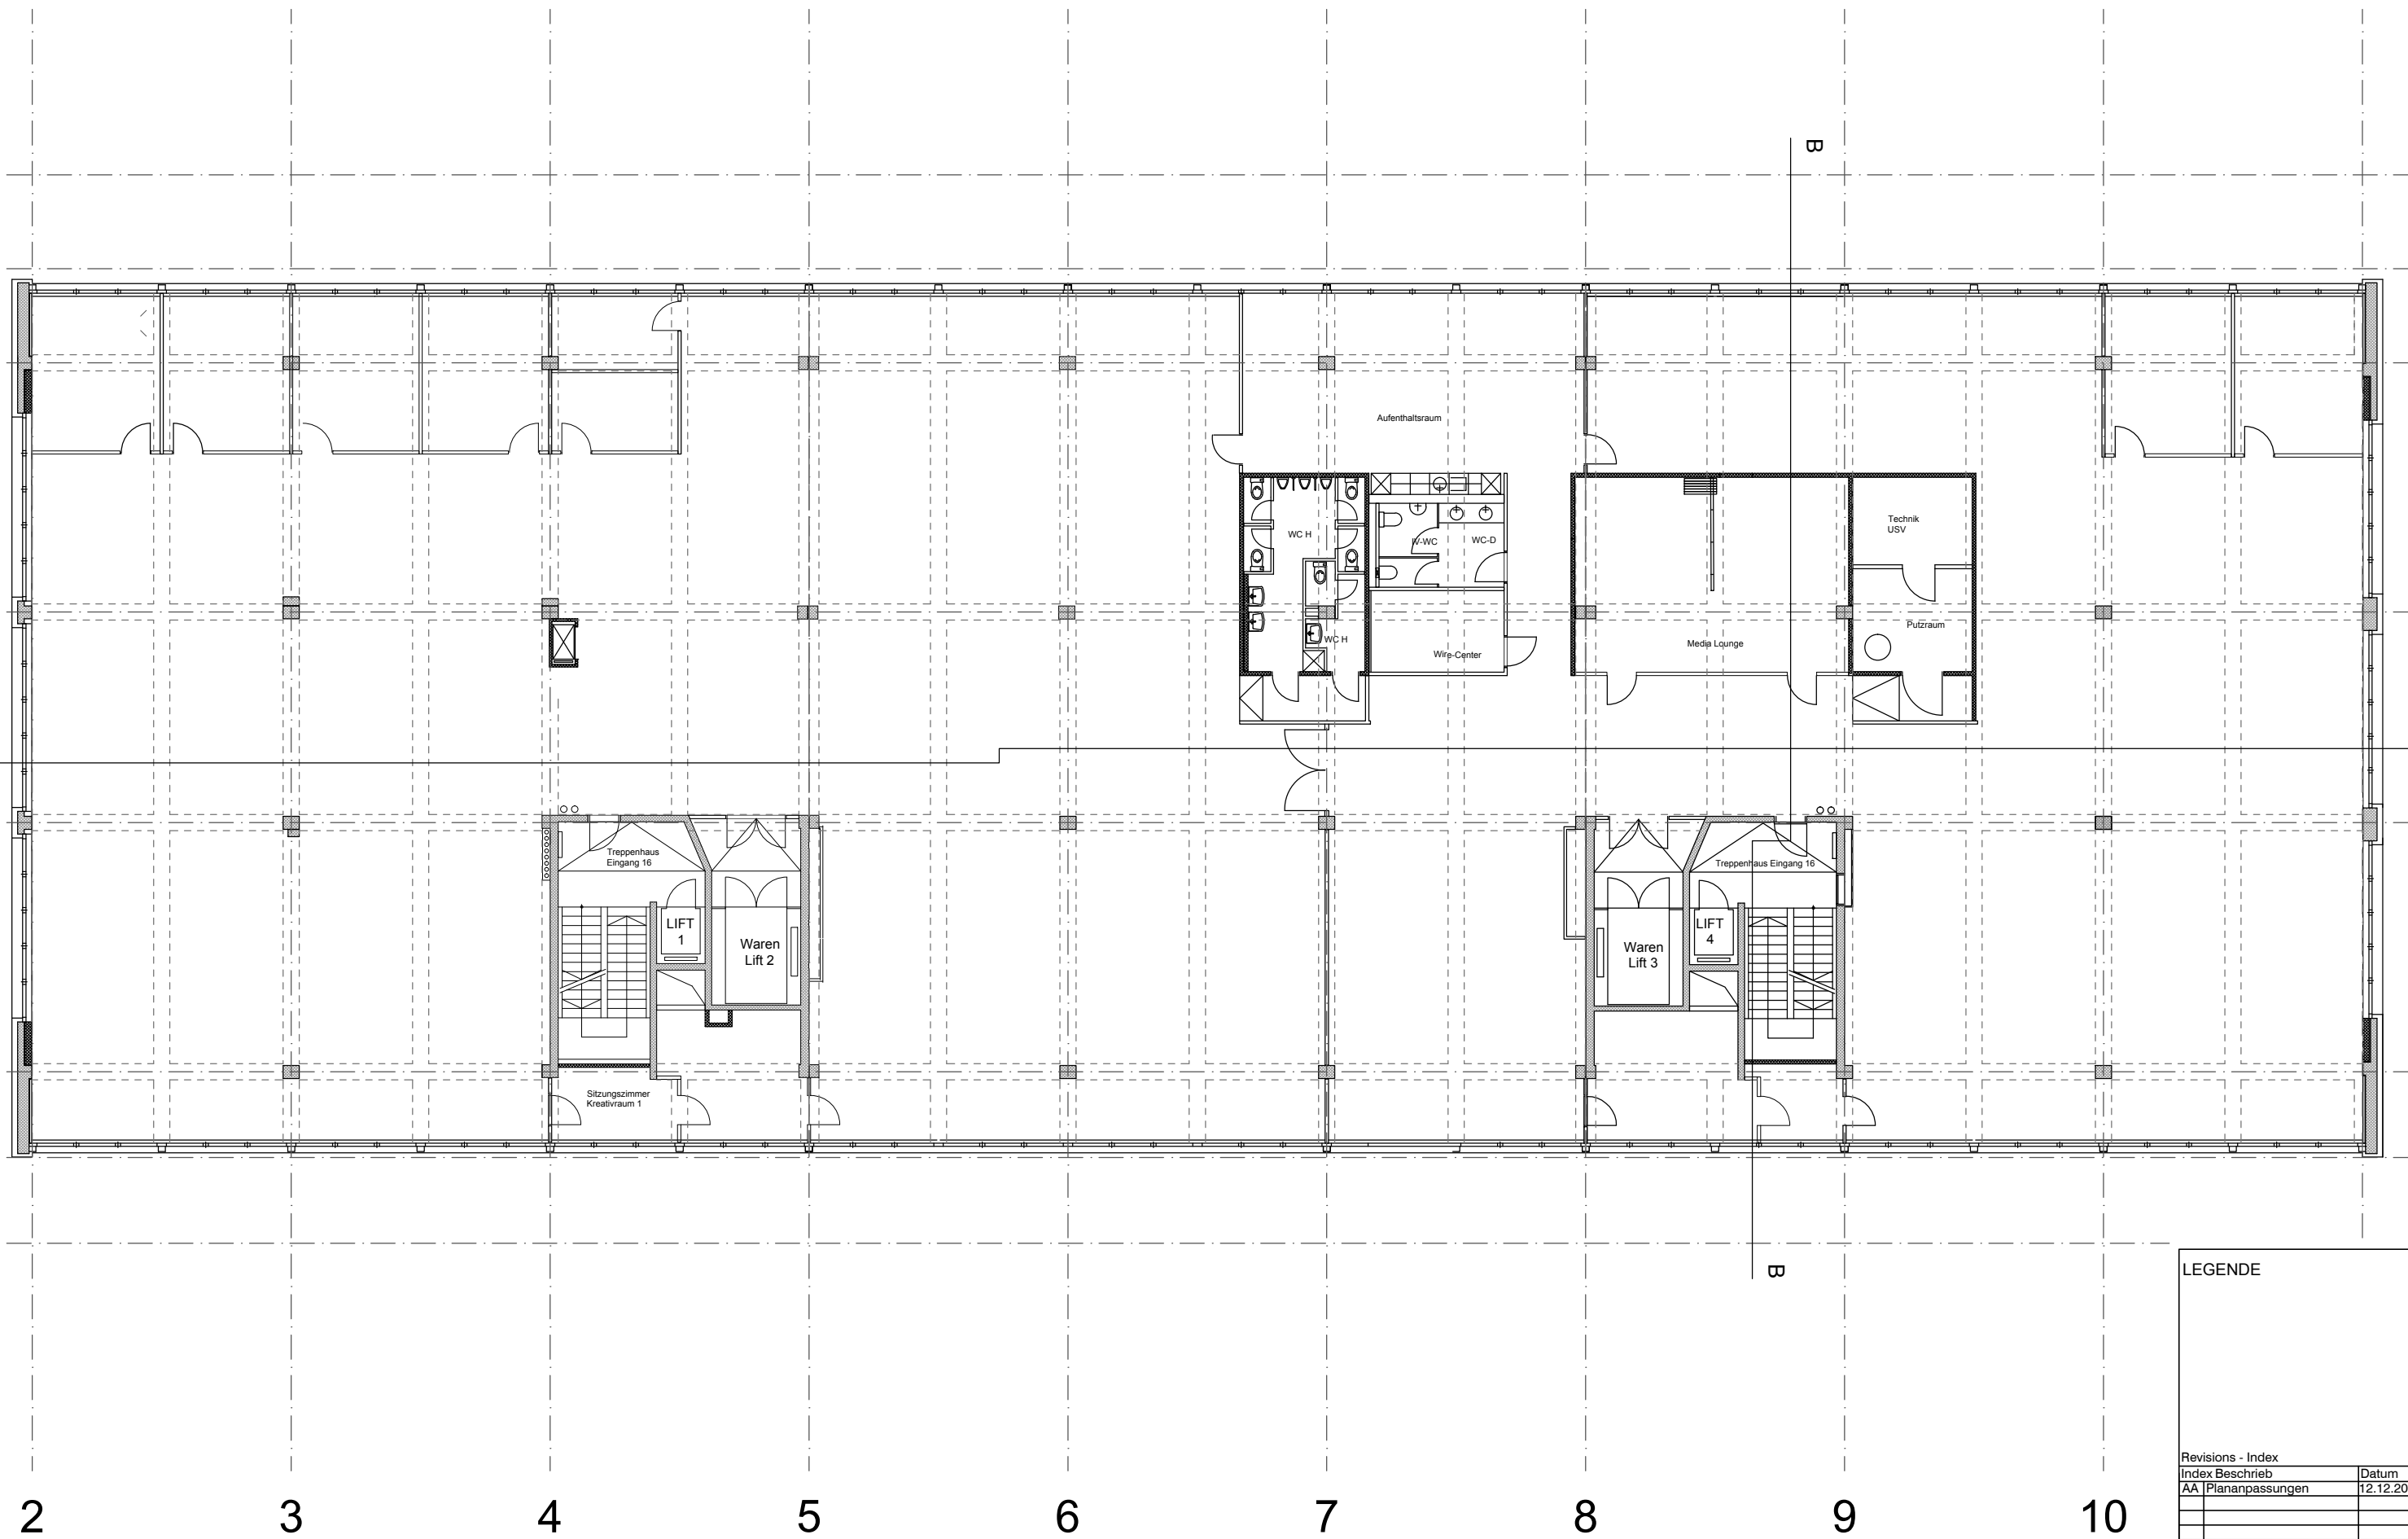 B
Aufenthaltsraum
Technik
USV
WC H
IV-WC
WC-D
Putzraum
WC H
Wire-Center
Media Lounge
Treppenhaus
Eingang 16
Treppenhaus Eingang 16
LIFT
1
Waren
Lift 2
Waren
Lift 3
LIFT
4
Sitzungszimmer
Kreativraum 1
B
LEGENDE
Revisions - Index
Index Beschrieb Datum
AA Plananpassungen 12.12.20
2 3 4 5 6 7 8 9 10